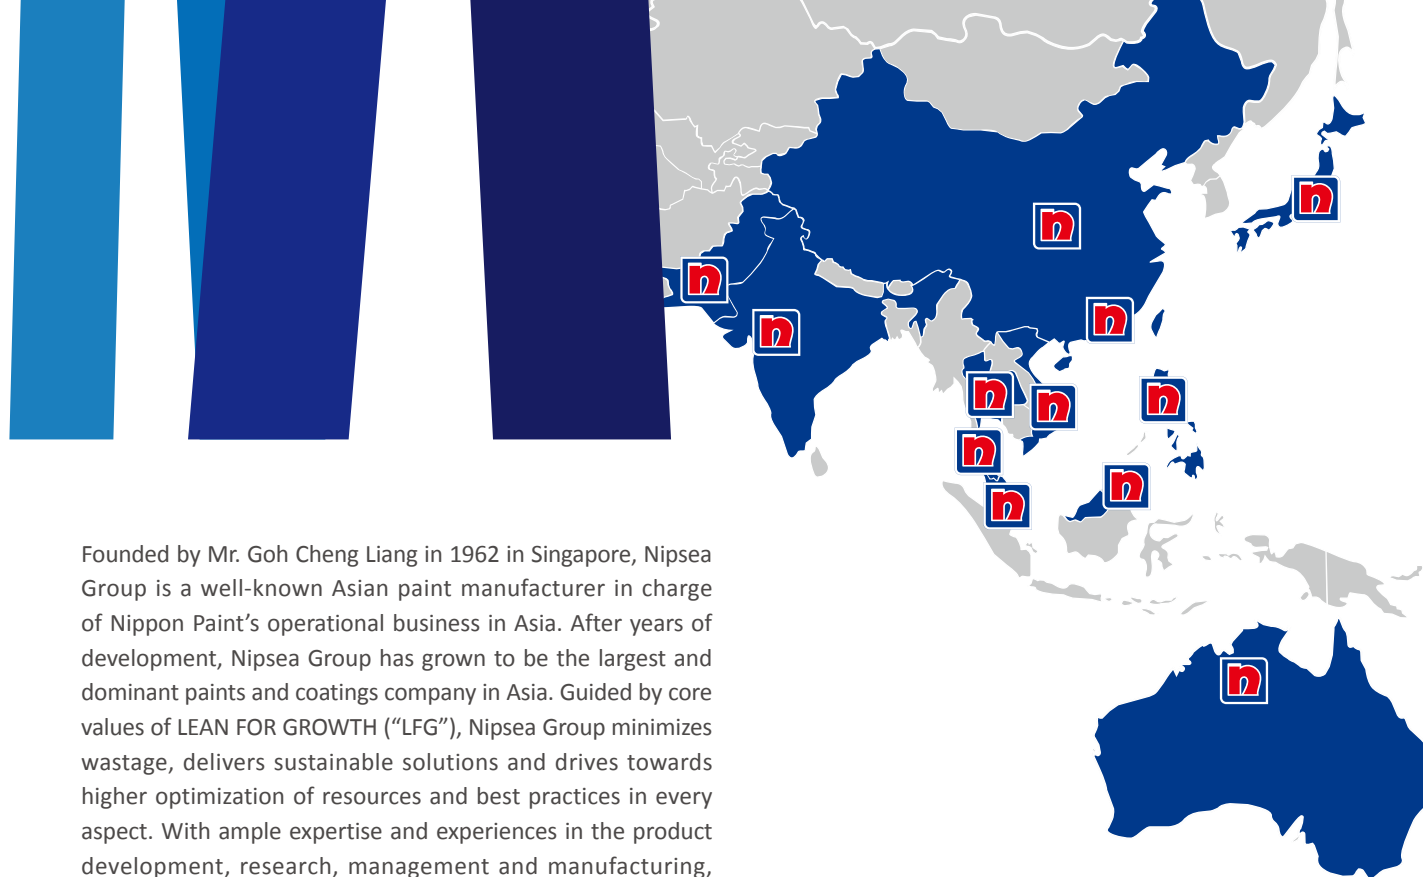 n
n
n
n
n
n
n
n
n
n
n
n
Founded by Mr. Goh Cheng Liang in 1962 in Singapore, Nipsea
Group is a well-known Asian paint manufacturer in charge
of Nippon Paint’s operational business in Asia. After years of
development, Nipsea Group has grown to be the largest and
dominant paints and coatings company in Asia. Guided by core
values of LEAN FOR GROWTH (“LFG”), Nipsea Group minimizes
wastage, delivers sustainable solutions and drives towards
higher optimization of resources and best practices in every
aspect. With ample expertise and experiences in the product
development, research, management and manufacturing,